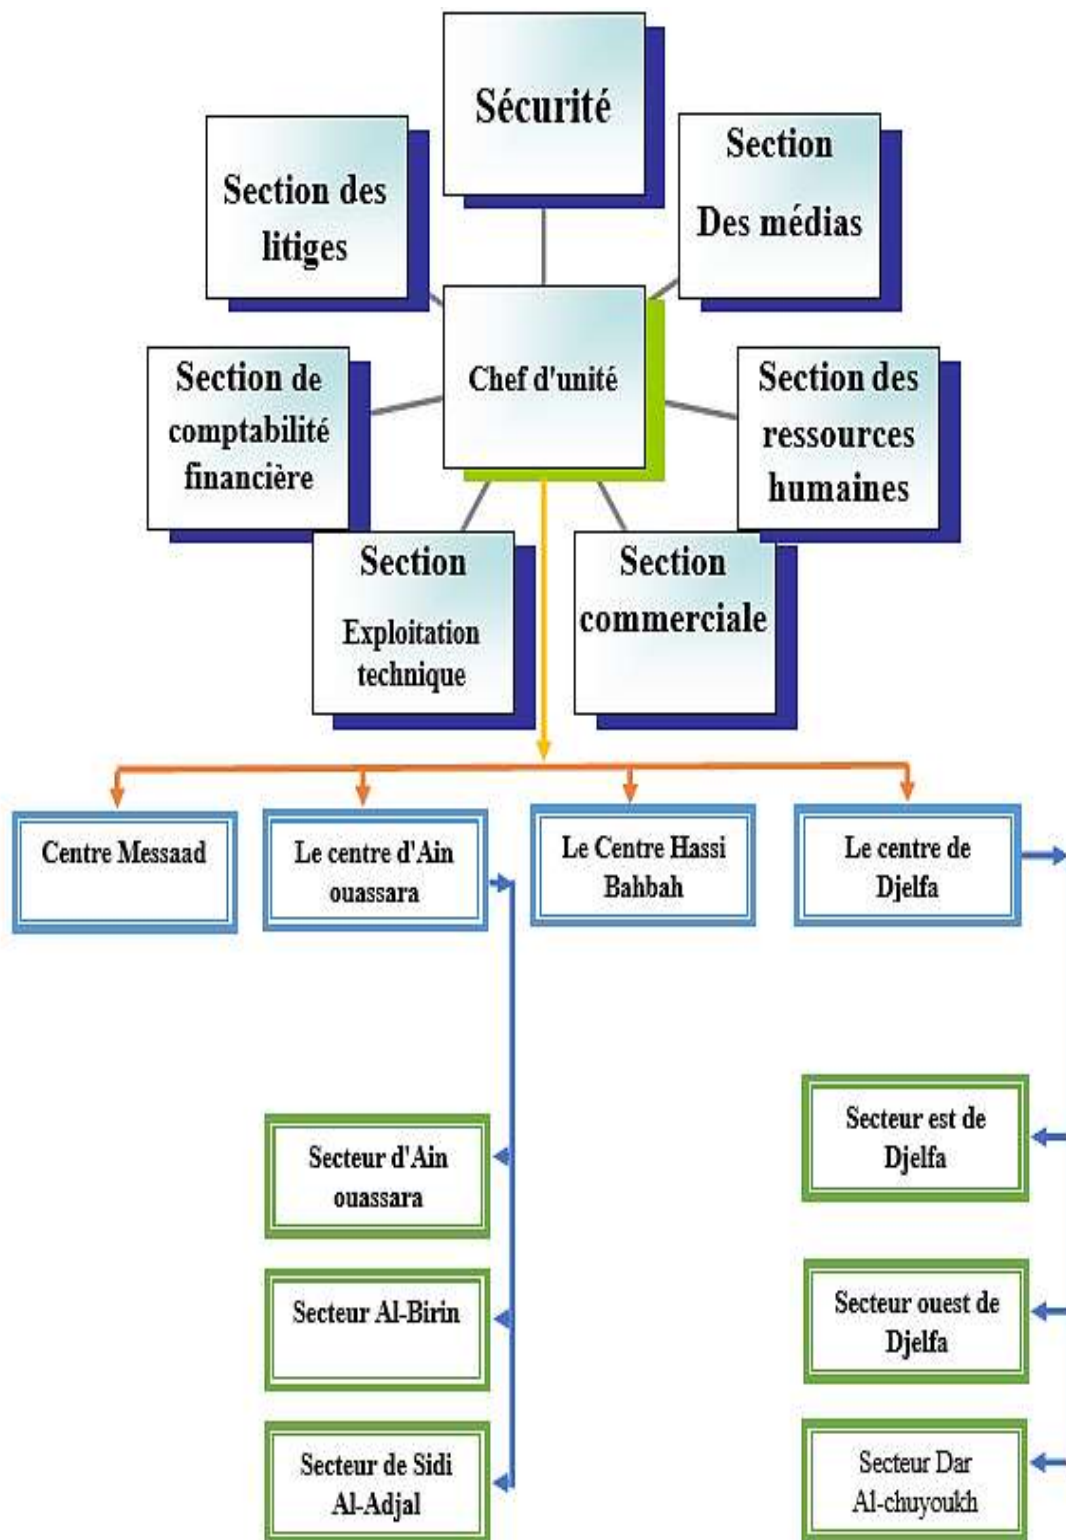 Sécurité
Section des
litiges
Section
Des médias
Chef d'unité
Section de
comptabilité
financière
Section des
ressources
humaines
Section
Exploitation
technique
Section
commerciale
Centre Messaad
Le centre d'Ain
ouassara
Le Centre Hassi
Bahbah
Le centre de
Djelfa
Secteur d'Ain
ouassara
Secteur Al-Birin
Secteur de Sidi
Al-Adjal
Secteur est de
Djelfa
Secteur ouest de
Djelfa
Secteur Dar
Al-chuyoukh